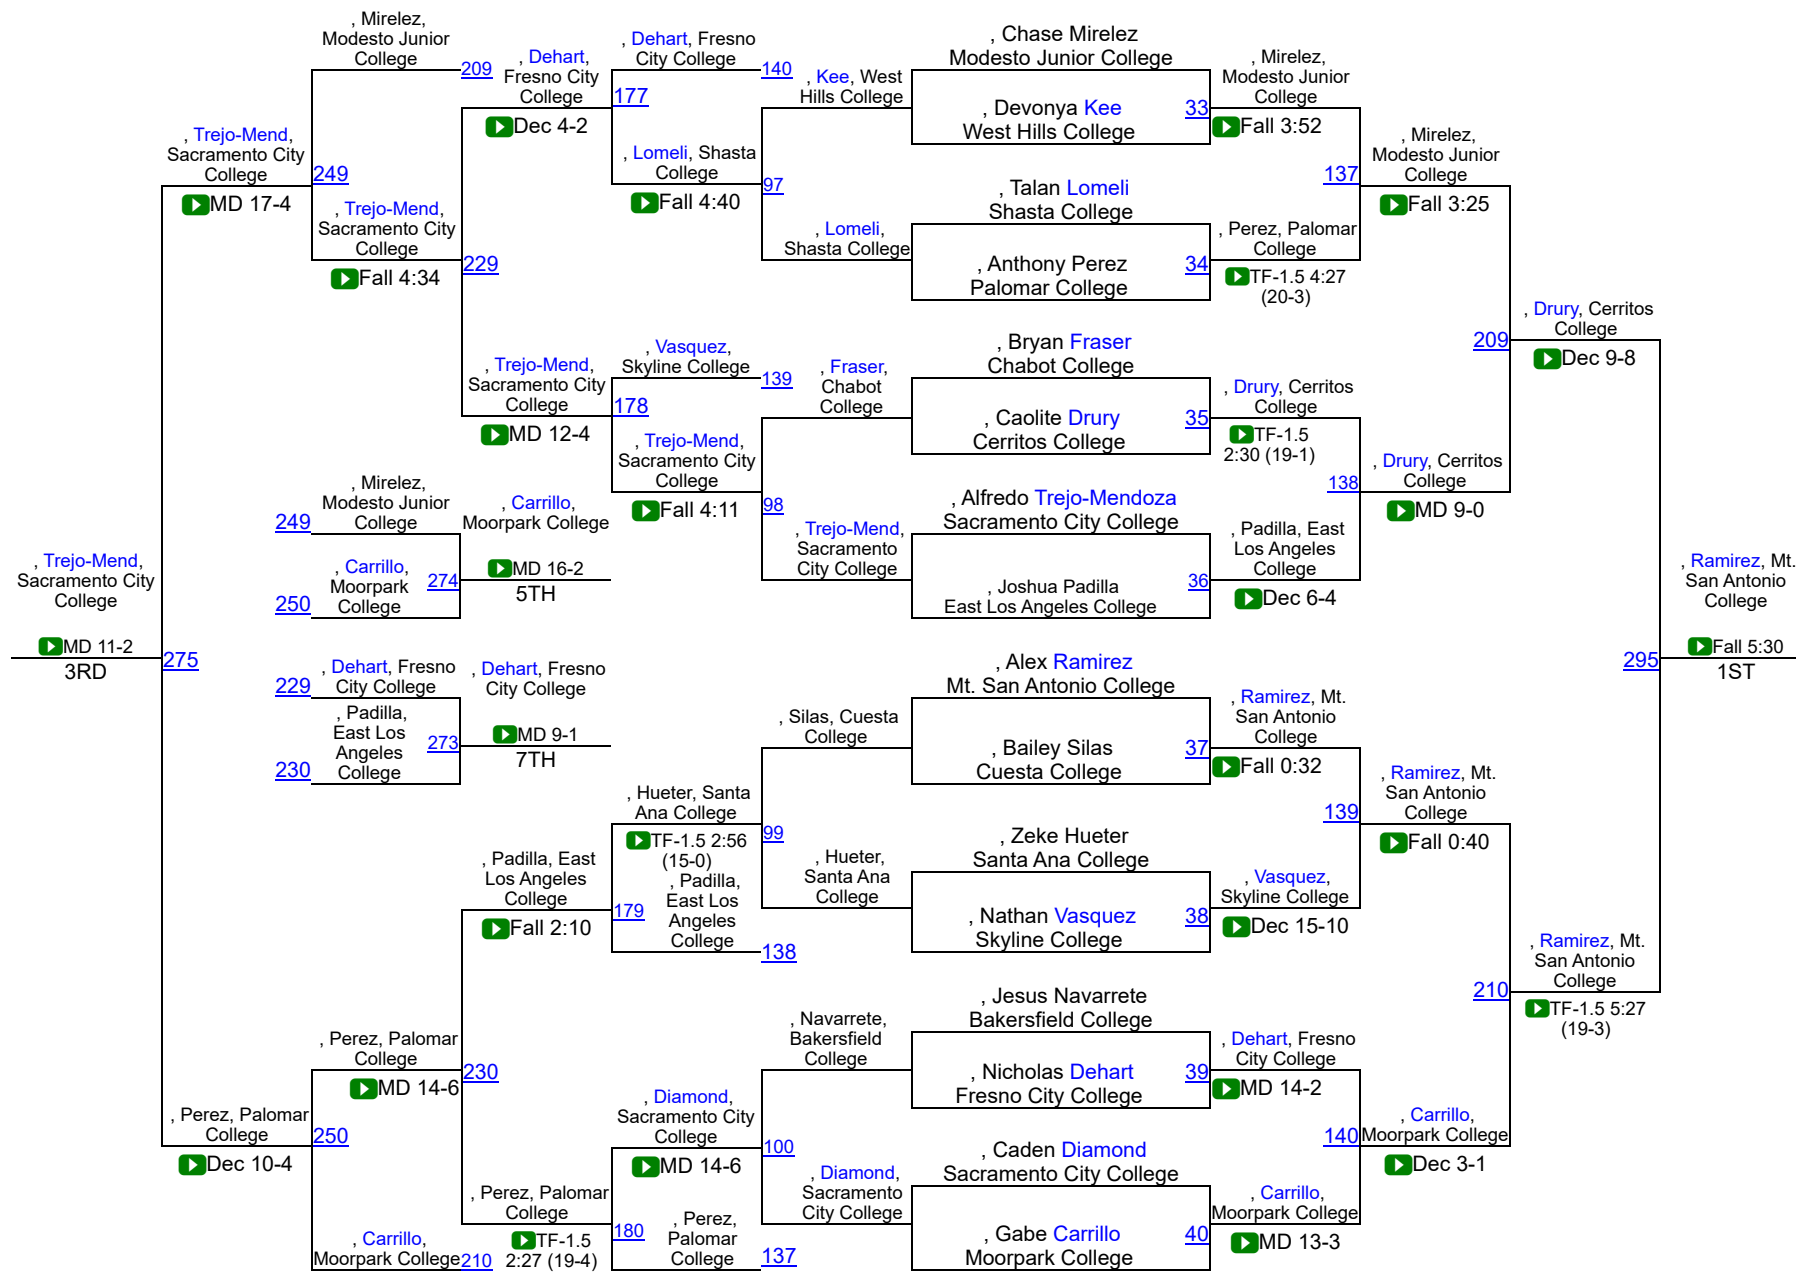 , Mirelez,
Modesto Junior
College
209
, Dehart,
Fresno City
College
Dec 4-2
, Dehart, Fresno
City College
140
177
, Kee, West
Hills College
, Chase Mirelez
Modesto Junior College
, Devonya Kee
West Hills College
33
, Mirelez,
Modesto Junior
College
Fall 3:52
, Trejo-Mend,
Sacramento City
College
MD 17-4
249
, Trejo-Mend,
Sacramento City
College
Fall 4:34
229
, Lomeli, Shasta
College
Fall 4:40
97
, Lomeli,
Shasta College
, Talan Lomeli
Shasta College
, Anthony Perez
Palomar College
34
, Perez, Palomar
College
TF-1.5 4:27
(20-3)
137
, Mirelez,
Modesto Junior
College
Fall 3:25
, Trejo-Mend,
Sacramento City
College
MD 12-4
, Vasquez,
Skyline College
139
178
, Fraser,
Chabot
College
, Bryan Fraser
Chabot College
, Caolite Drury
Cerritos College
35
, Drury, Cerritos
College
TF-1.5
2:30 (19-1)
209
, Drury, Cerritos
College
Dec 9-8
, Trejo-Mend,
Sacramento City
College
Fall 4:11
98
, Trejo-Mend,
Sacramento
City College
, Alfredo Trejo-Mendoza
Sacramento City College
, Joshua Padilla
East Los Angeles College
36
, Padilla, East
Los Angeles
College
Dec 6-4
138
, Drury, Cerritos
College
MD 9-0
, Mirelez,
Modesto Junior
College
249
, Carrillo,
Moorpark
College
250
274
, Carrillo,
Moorpark College
MD 16-2
5TH
, Trejo-Mend,
Sacramento City
College
MD 11-2
3RD
275
, Dehart, Fresno
City College
229
, Padilla,
East Los
Angeles
College
230
273
, Dehart, Fresno
City College
MD 9-1
7TH
, Ramirez, Mt.
San Antonio
College
Fall 5:30
1ST
295
, Silas, Cuesta
College
, Alex Ramirez
Mt. San Antonio College
, Bailey Silas
Cuesta College
37
, Ramirez, Mt.
San Antonio
College
Fall 0:32
139
, Ramirez, Mt.
San Antonio
College
Fall 0:40
, Hueter, Santa
Ana College
TF-1.5 2:56
(15-0)
99
, Hueter,
Santa Ana
College
, Zeke Hueter
Santa Ana College
, Nathan Vasquez
Skyline College
38
, Vasquez,
Skyline College
Dec 15-10
, Padilla, East
Los Angeles
College
Fall 2:10
179
, Padilla,
East Los
Angeles
College
138
210
, Ramirez, Mt.
San Antonio
College
TF-1.5 5:27
(19-3)
, Perez, Palomar
College
MD 14-6
230
, Navarrete,
Bakersfield
College
, Jesus Navarrete
Bakersfield College
, Nicholas Dehart
Fresno City College
39
, Dehart, Fresno
City College
MD 14-2
, Perez, Palomar
College
Dec 10-4
250
, Diamond,
Sacramento City
College
MD 14-6
100
, Diamond,
Sacramento
City College
, Caden Diamond
Sacramento City College
, Gabe Carrillo
Moorpark College
40
, Carrillo,
Moorpark College
MD 13-3
140
, Carrillo,
Moorpark College
Dec 3-1
, Carrillo,
Moorpark College
210
, Perez, Palomar
College
TF-1.5
2:27 (19-4)
180
, Perez,
Palomar
College
137